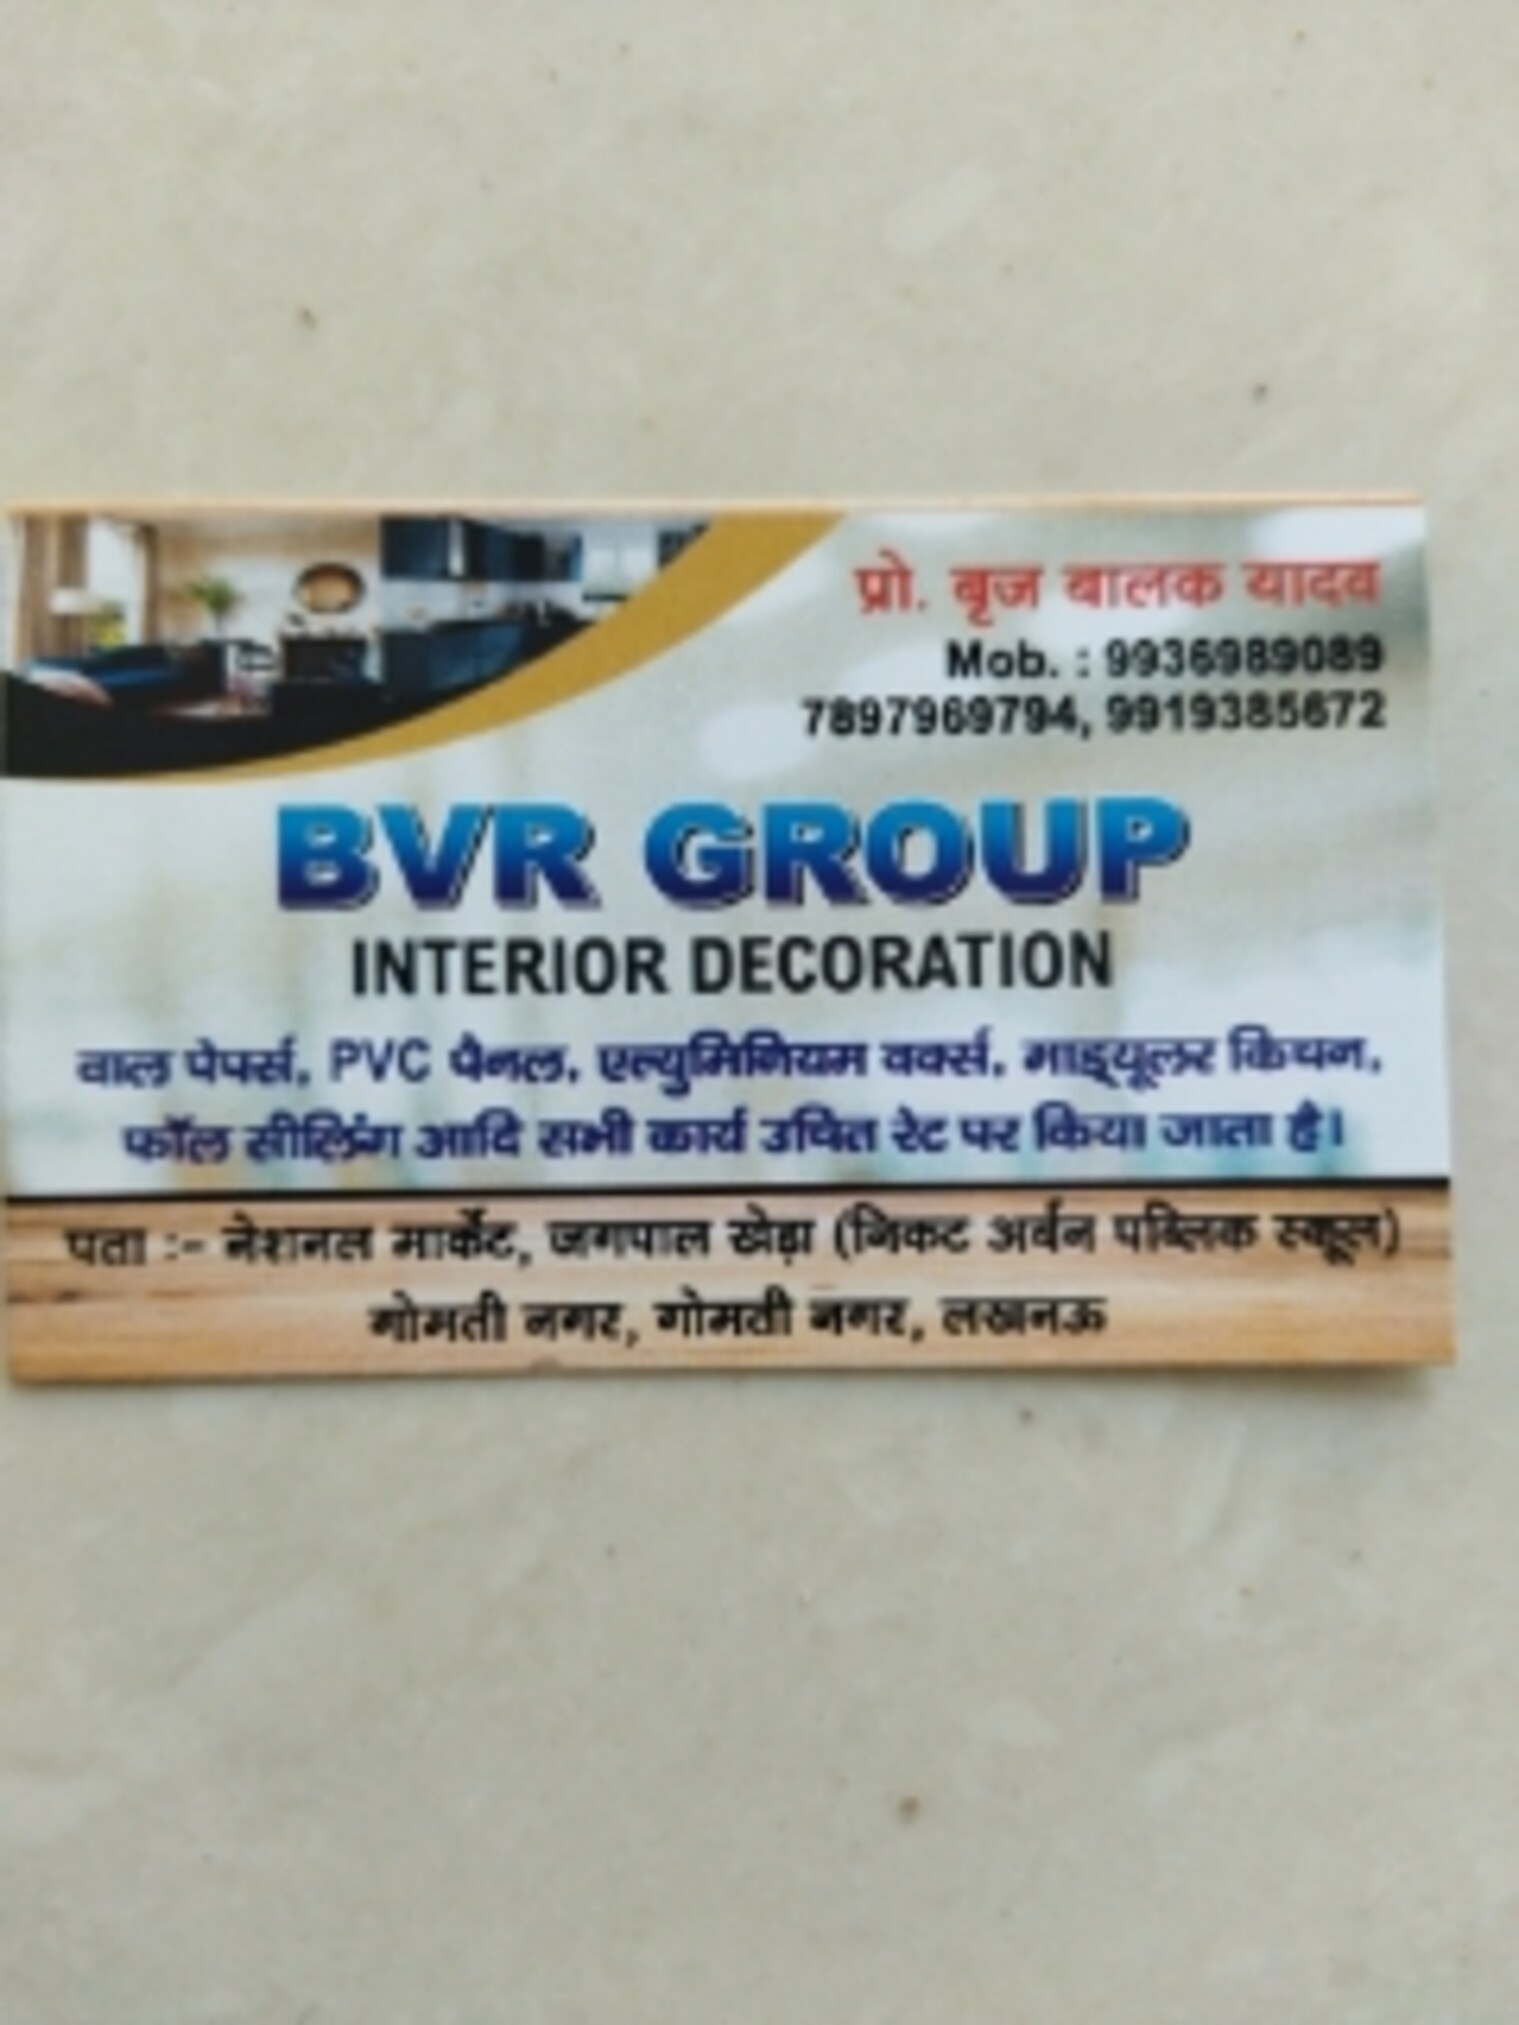 प्रो. बृज बालक यादव
Mob. : 9936989089
7897969794, 9919385672
BVR GROUP
INTERIOR DECORATION
वाल पेपर्स, PVC पैनल, एल्युमिनियम वर्क्स, माड्यूलर किचन,
फॉल सीलिंग आदि सभी कार्य उचित रेट पर किया जाता है।
पता :- नेशनल मार्केट, जगपाल खेड़ा (निकट अर्बन पब्लिक स्कूल)
गोमती नगर, गोमती नगर, लखनऊ